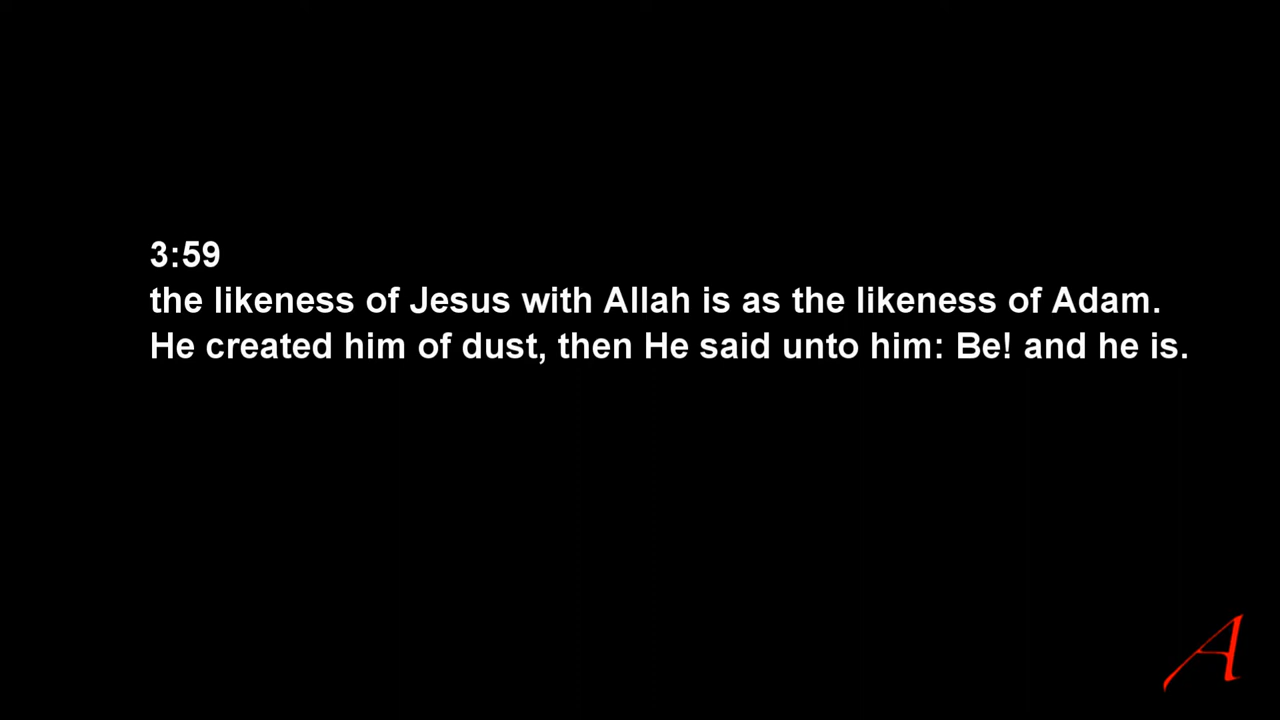 3:59
the likeness of Jesus with Allah is as the likeness of Adam.
He created him of dust, then He said unto him: Be! and he is.
A